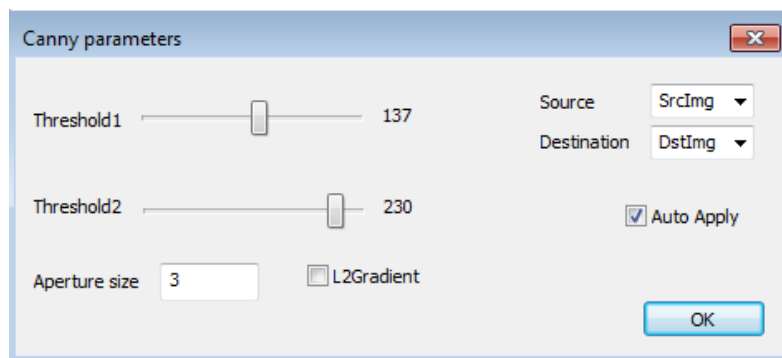 Canny parameters
Threshold1 137
Source SrcImg
Destination DstImg
Threshold2 230
Auto Apply
Aperture size 3 L2Gradient
OK